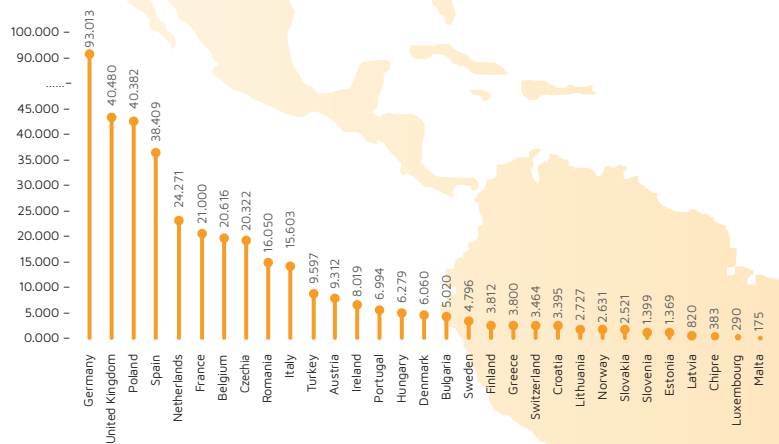 100.000 –
90.000 –
......–
45.000 –
40.000 –
35.000 –
30.000 –
25.000 –
20.000 –
15.000 –
10.000 –
5.000 –
0.000 –
93.013
40.480
40.382
38.409
24.271
21.000
20.616
20.322
16.050
15.603
9.597
9.312
8.019
6.994
6.279
6.060
5.020
4.796
3.812
3.800
3.464
3.395
2.727
2.631
2.521
1.399
1.369
820
383
290
175
Germany
United Kingdom
Poland
Spain
Netherlands
France
Belgium
Czechia
Romania
Italy
Turkey
Austria
Ireland
Portugal
Hungary
Denmark
Bulgaria
Sweden
Finland
Greece
Switzerland
Croatia
Lithuania
Norway
Slovakia
Slovenia
Estonia
Latvia
Chipre
Luxembourg
Malta